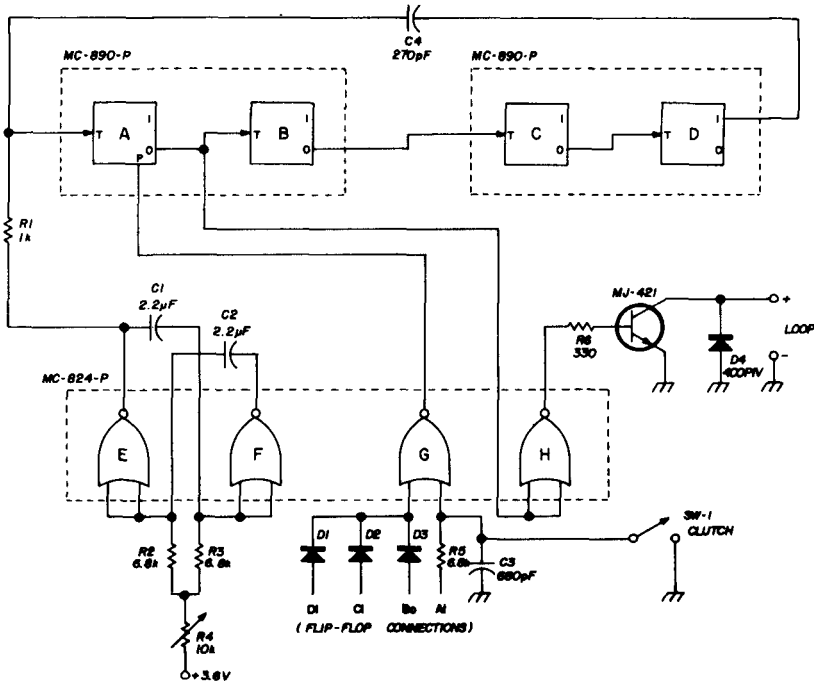 C4
270pF
MC-890-P
MC-890-P
A
T
1
0
P
B
T
1
0
C
T
1
0
D
T
1
0
R1
1k
C1
2.2µF
C2
2.2µF
MC-824-P
E
F
G
H
MJ-421
R6
330
D4
400PIV
+
LOOP
-
R2
6.8k
R3
6.8k
R4
10k
+3.6V
D1
D2
D3
R5
6.8k
C3
680pF
SW-1
CLUTCH
D1 C1 Bo A1
(FLIP-FLOP CONNECTIONS)